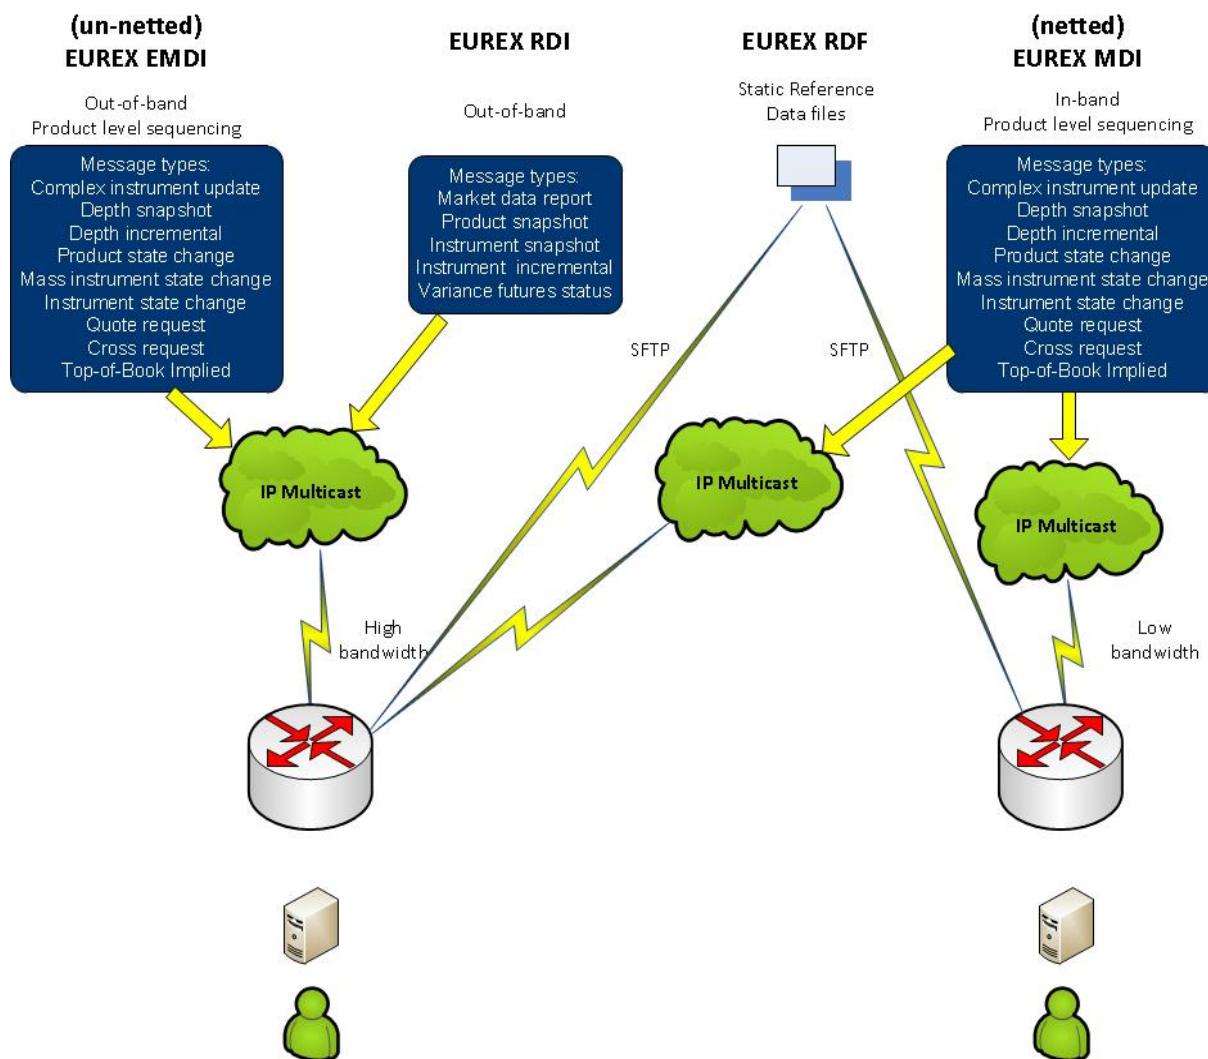 (un-netted)
EUREX EMDI
Out-of-band
Product level sequencing
Message types:
Complex instrument update
Depth snapshot
Depth incremental
Product state change
Mass instrument state change
Instrument state change
Quote request
Cross request
Top-of-Book Implied
EUREX RDI
Out-of-band
Message types:
Market data report
Product snapshot
Instrument snapshot
Instrument incremental
Variance futures status
EUREX RDF
Static Reference
Data files
(netted)
EUREX MDI
In-band
Product level sequencing
Message types:
Complex instrument update
Depth snapshot
Depth incremental
Product state change
Mass instrument state change
Instrument state change
Quote request
Cross request
Top-of-Book Implied
SFTP
SFTP
IP Multicast
IP Multicast
IP Multicast
High
bandwidth
Low
bandwidth